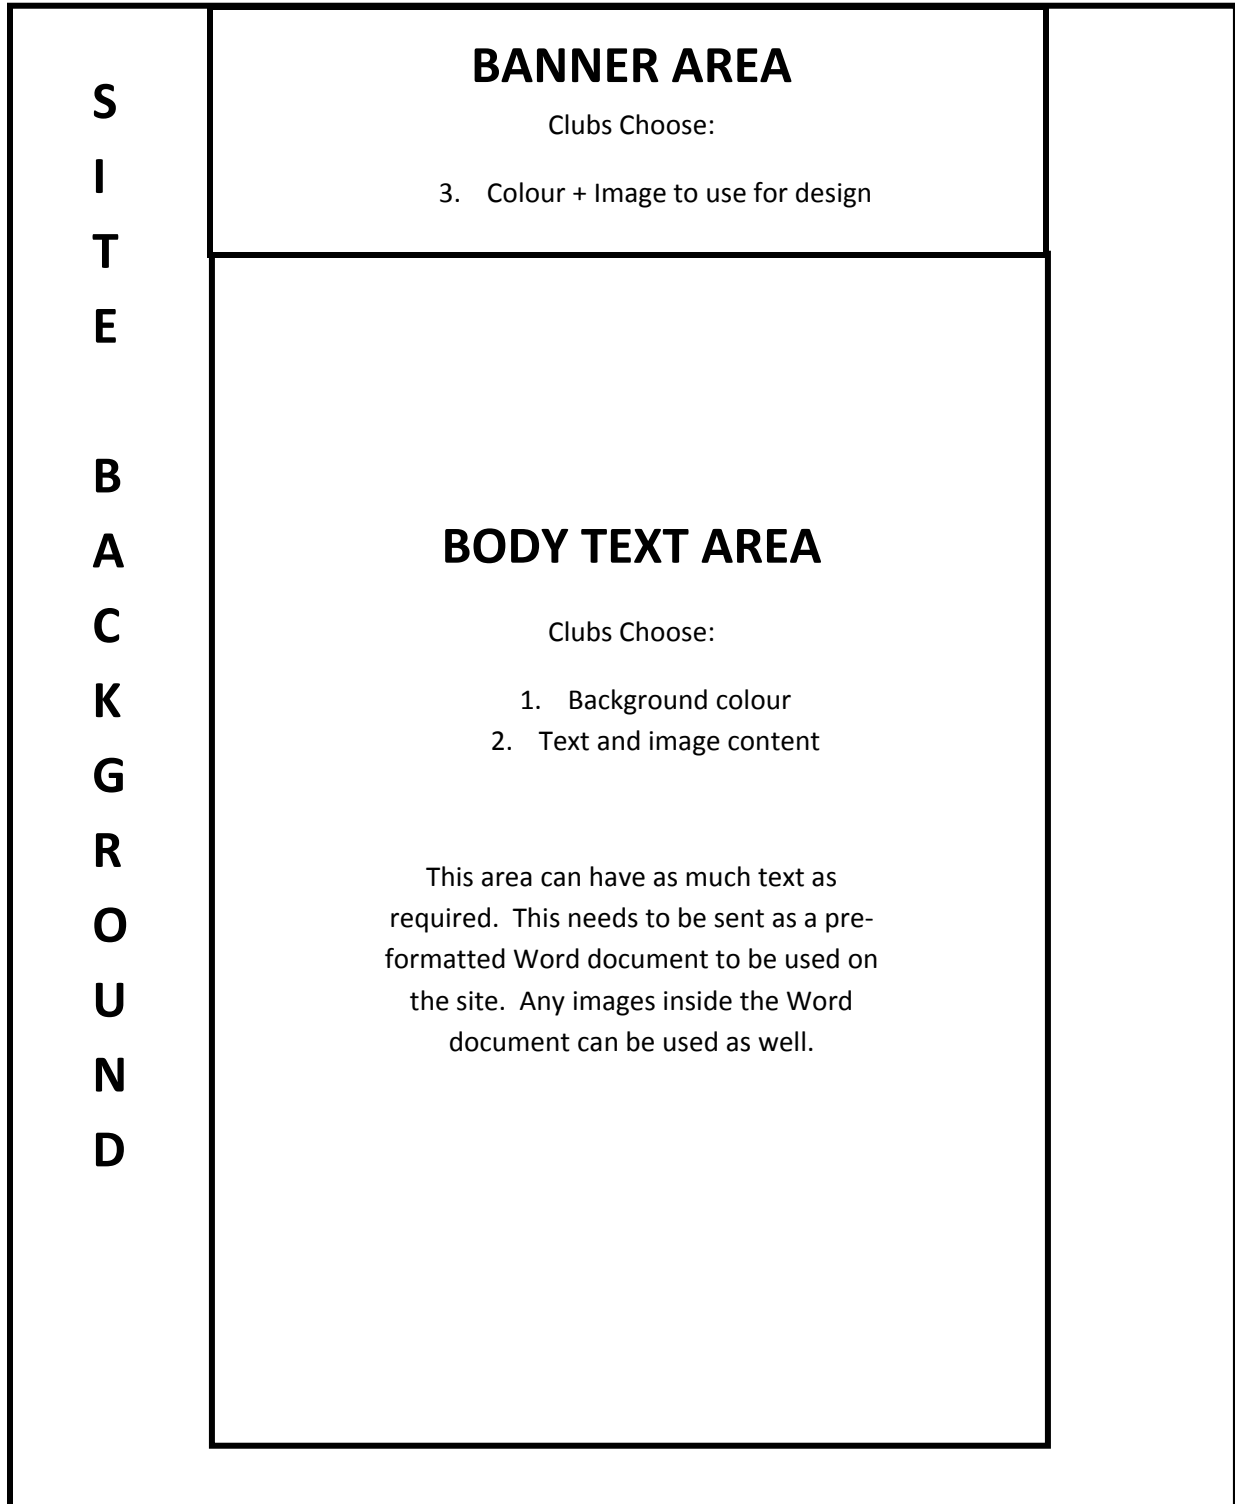 S
I
T
E
B
A
C
K
G
R
O
U
N
D
BANNER AREA
Clubs Choose:
3. Colour + Image to use for design
BODY TEXT AREA
Clubs Choose:
1. Background colour
2. Text and image content
This area can have as much text as
required. This needs to be sent as a pre-
formatted Word document to be used on
the site. Any images inside the Word
document can be used as well.